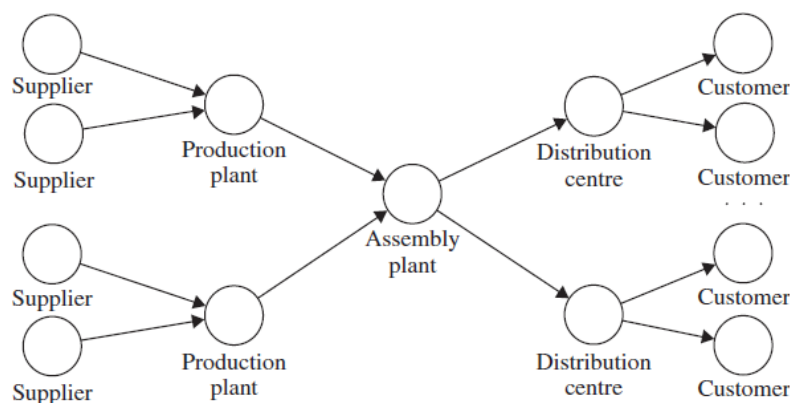 Supplier
Supplier
Production
plant
Assembly
plant
Distribution
centre
Customer
Customer
. . .
Supplier
Supplier
Production
plant
Distribution
centre
Customer
Customer